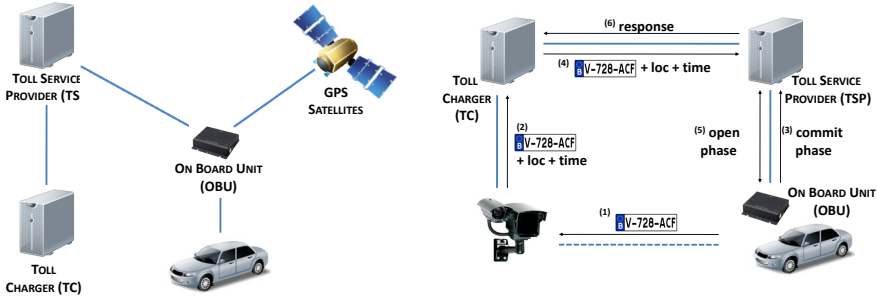 TOLL SERVICE
PROVIDER (TS
GPS
SATELLITES
ON BOARD UNIT
(OBU)
TOLL
CHARGER (TC)
(6) response
(4) B V-728-ACF + loc + time
TOLL
CHARGER
(TC)
TOLL SERVICE
PROVIDER (TSP)
(2)
B V-728-ACF
+ loc + time
(5) open
phase
(3) commit
phase
ON BOARD UNIT
(OBU)
(1) B V-728-ACF